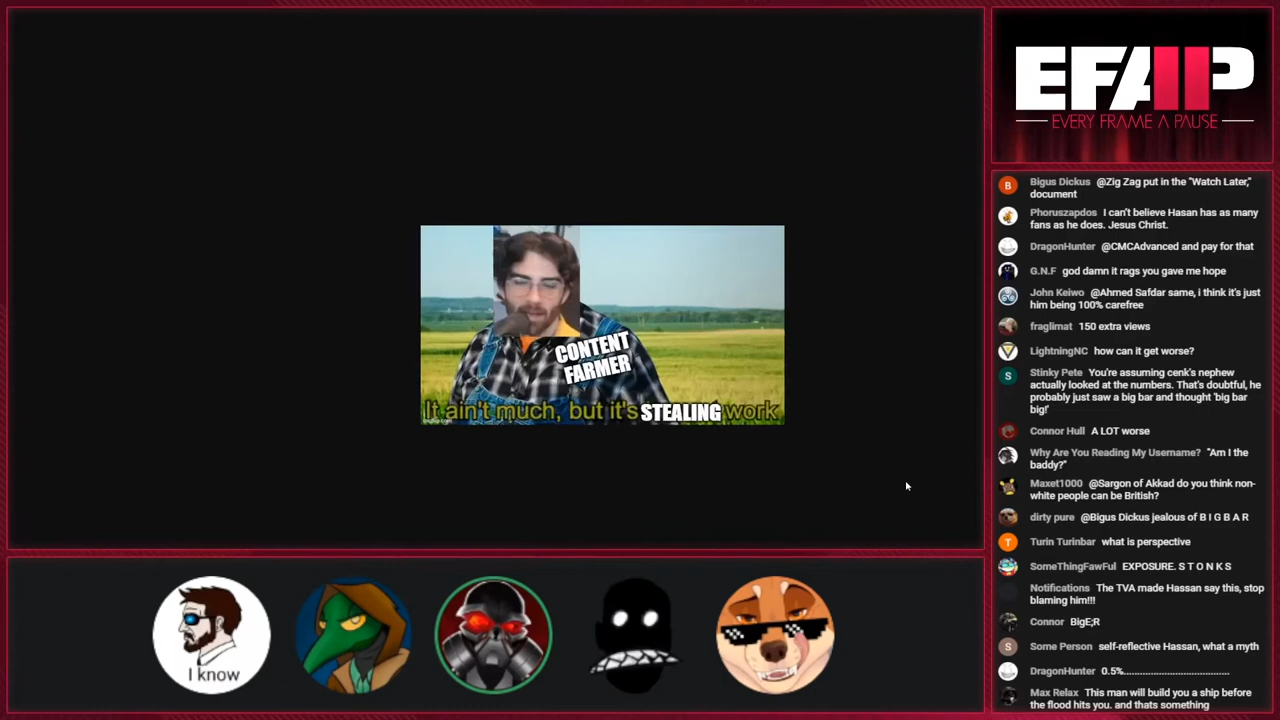 EFAP
EVERY FRAME A PAUSE
Bigus Dickus @Zig Zag put in the "Watch Later,"
document
Phoruszapdos I can't believe Hasan has as many
fans as he does. Jesus Christ.
DragonHunter @CMCAdvanced and pay for that
G.N.F god damn it rags you gave me hope
John Keiwo @Ahmed Safdar same, i think it's just
him being 100% carefree
fraglimat 150 extra views
LightningNC how can it get worse?
Stinky Pete You're assuming cenk's nephew
actually looked at the numbers. That's doubtful, he
probably just saw a big bar and thought 'big bar
big!'
Connor Hull A LOT worse
Why Are You Reading My Username? "Am I the
baddy?"
Maxet1000 @Sargon of Akkad do you think non-
white people can be British?
dirty pure @Bigus Dickus jealous of B I G B A R
Turin Turinbar what is perspective
SomeThingFawFul EXPOSURE. S T O N K S
Notifications The TVA made Hassan say this, stop
blaming him!!!
Connor BigE;R
Some Person self-reflective Hassan, what a myth
DragonHunter 0.5%.......................................
Max Relax This man will build you a ship before
the flood hits you. and thats something
B
S
T
S
CONTENT
FARMER
It ain't much, but it's STEALING work
I know